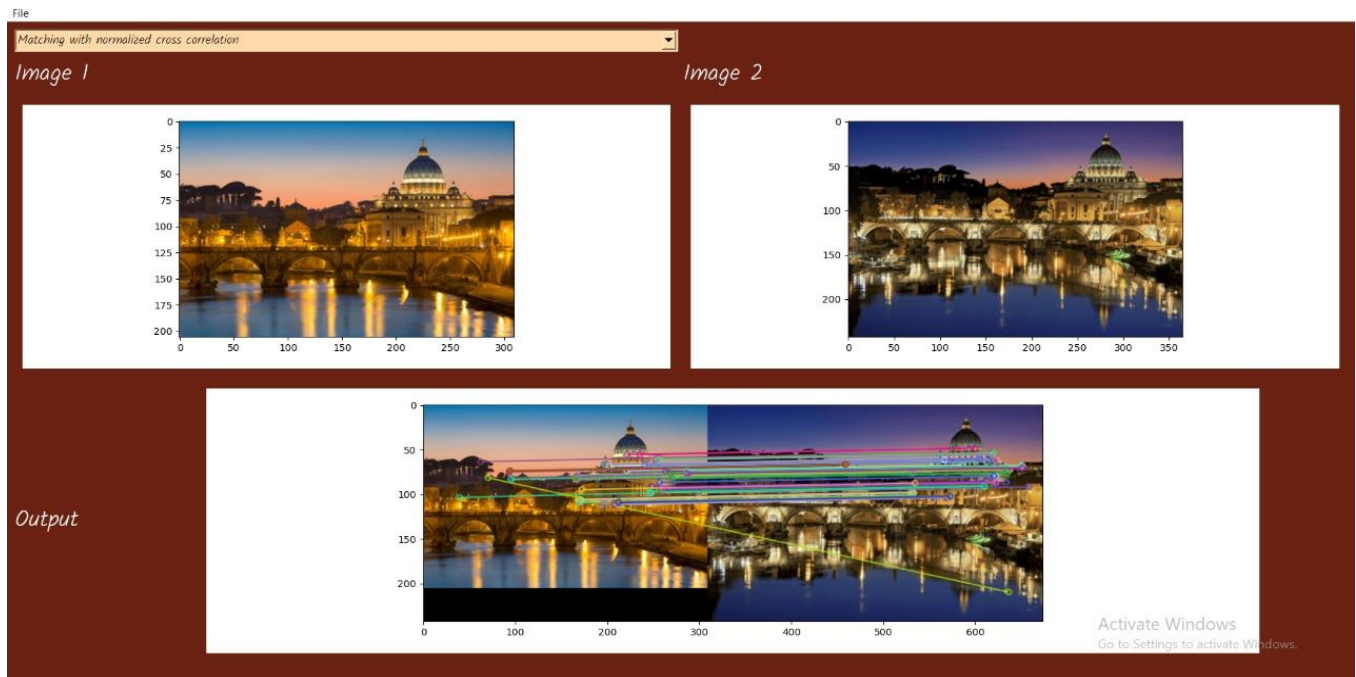 File
Matching with normalized cross correlation
Image 1
Image 2
0
25
50
75
100
125
150
175
200
0 50 100 150 200 250 300
0
50
100
150
200
0 50 100 150 200 250 300 350
Output
0
50
100
150
200
0 100 200 300 400 500 600
Activate Windows
Go to Settings to activate Windows.